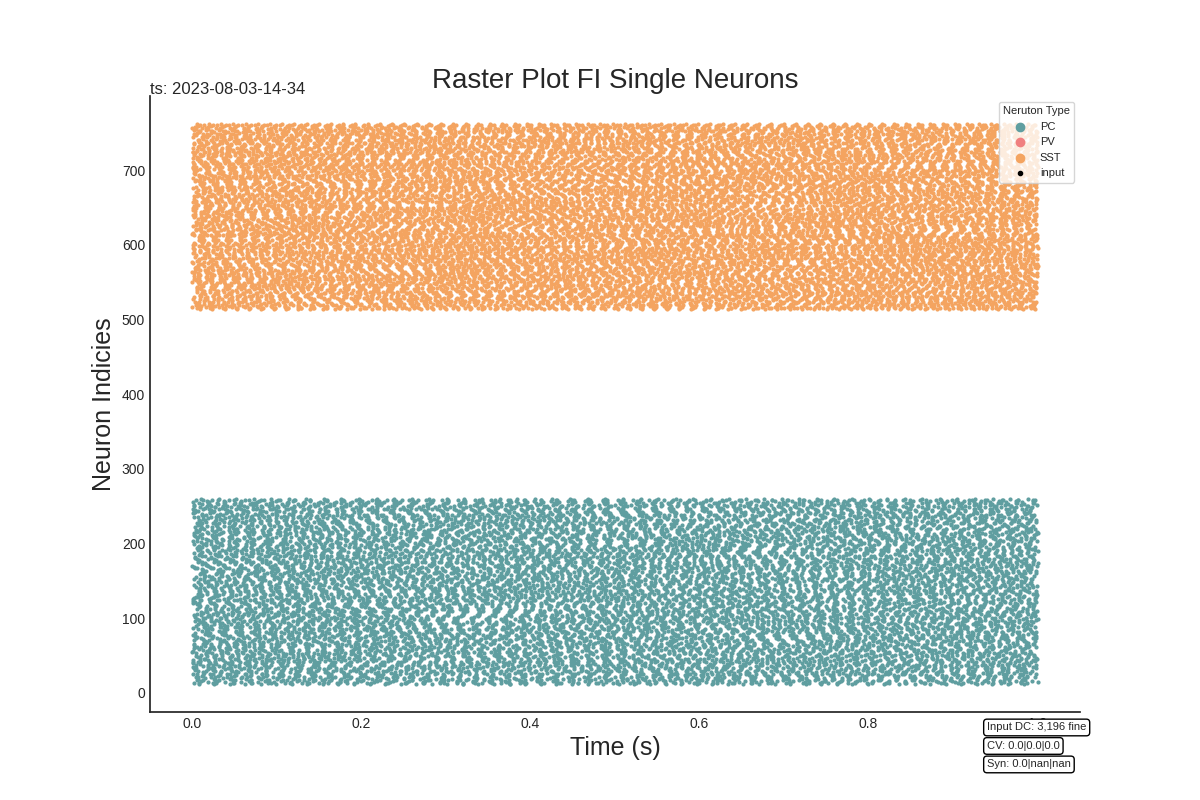 Raster Plot FI Single Neurons
ts: 2023-08-03-14-34
Neruton Type
PC
PV
SST
input
Neuron Indicies
700
600
500
400
300
200
100
0
0.0
0.2
0.4
0.6
0.8
Time (s)
Input DC: 3,196 fine
CV: 0.0|0.0|0.0
Syn: 0.0|nan|nan